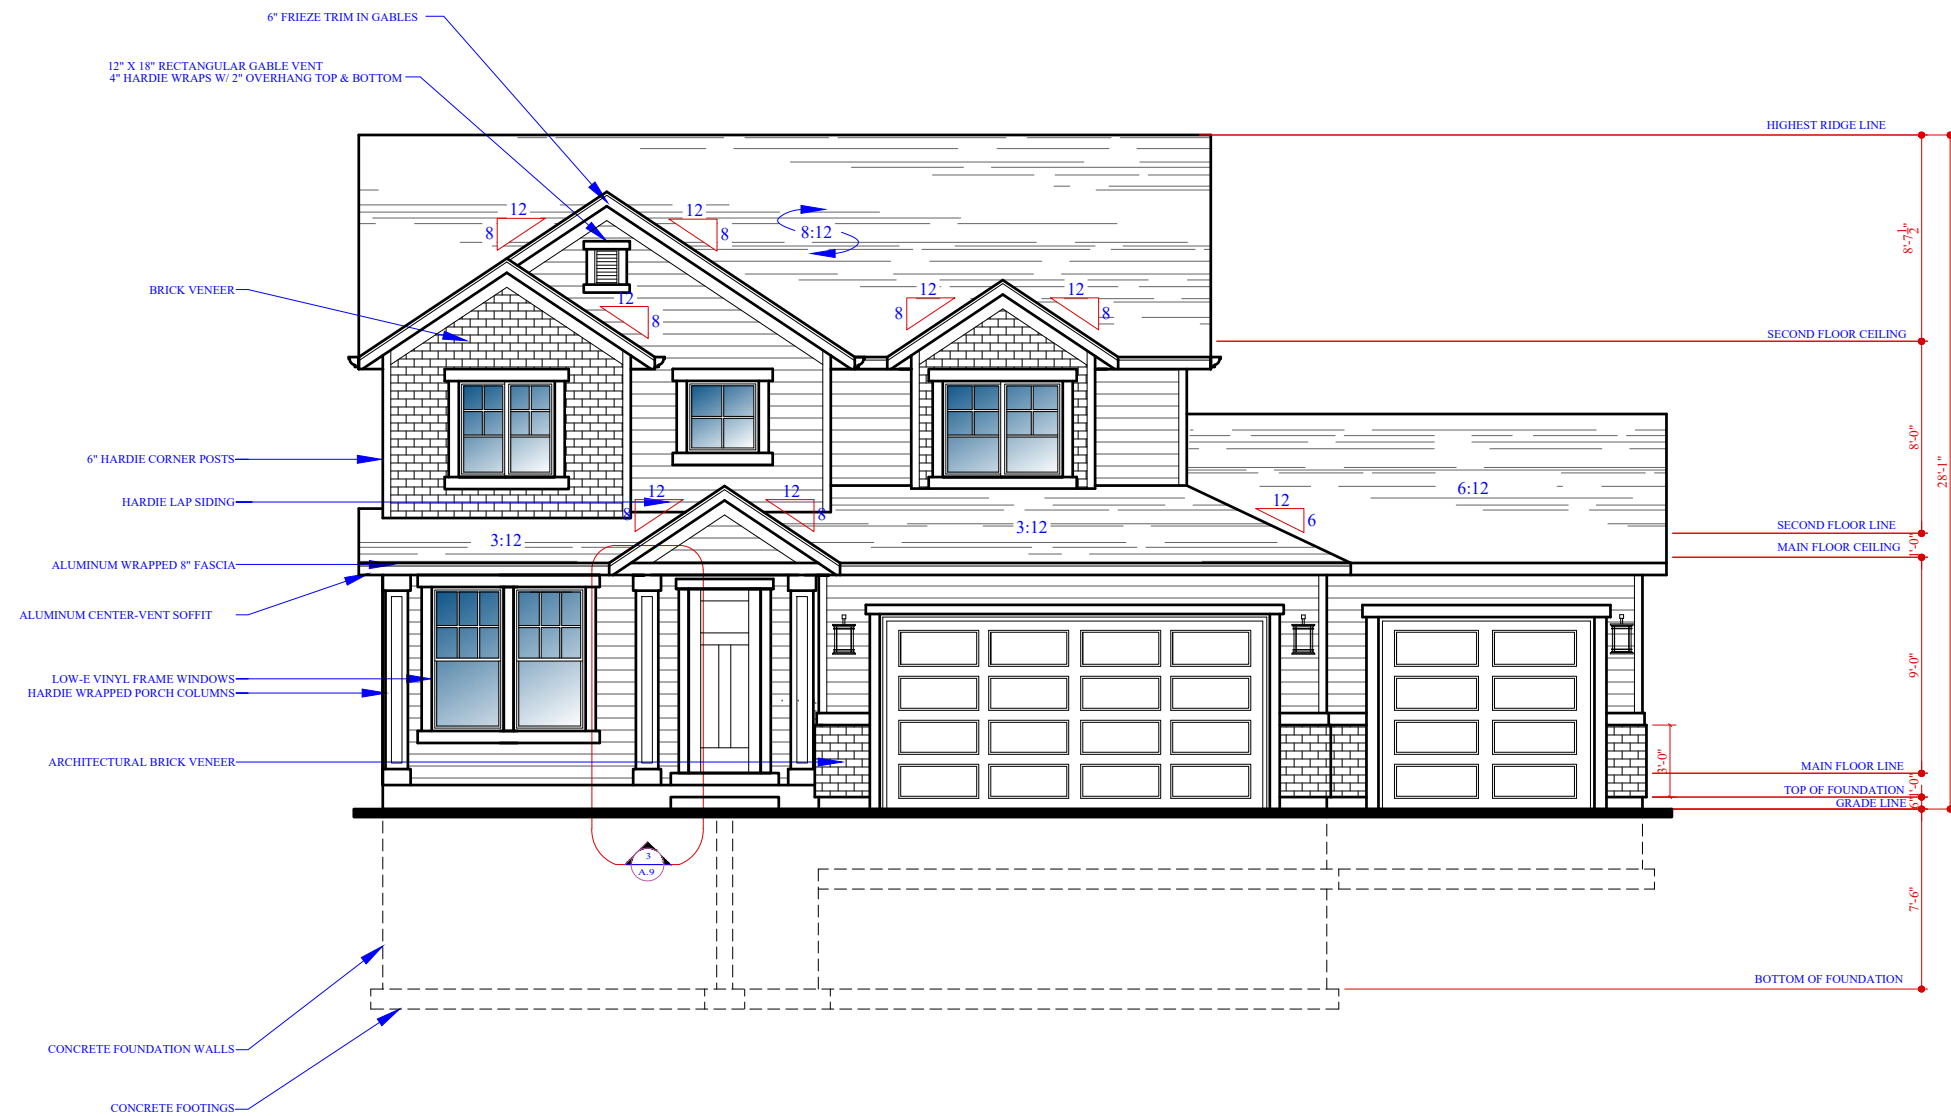 6" FRIEZE TRIM IN GABLES
12" X 18" RECTANGULAR GABLE VENT
4" HARDIE WRAPS W/ 2" OVERHANG TOP & BOTTOM
HIGHEST RIDGE LINE
12
12
8
8
8:12
8'-7 1/2"
BRICK VENEER
12
8
12
12
8
8
SECOND FLOOR CEILING
8'-0"
28'-1"
6" HARDIE CORNER POSTS
HARDIE LAP SIDING
12
12
8
8
12
6
6:12
3:12
3:12
SECOND FLOOR LINE
1'-0"
MAIN FLOOR CEILING
ALUMINUM WRAPPED 8" FASCIA
ALUMINUM CENTER-VENT SOFFIT
9'-0"
LOW-E VINYL FRAME WINDOWS
HARDIE WRAPPED PORCH COLUMNS
ARCHITECTURAL BRICK VENEER
3'-0"
MAIN FLOOR LINE
1'-0"
TOP OF FOUNDATION
6"
GRADE LINE
3
A.9
7'-6"
BOTTOM OF FOUNDATION
CONCRETE FOUNDATION WALLS
CONCRETE FOOTINGS